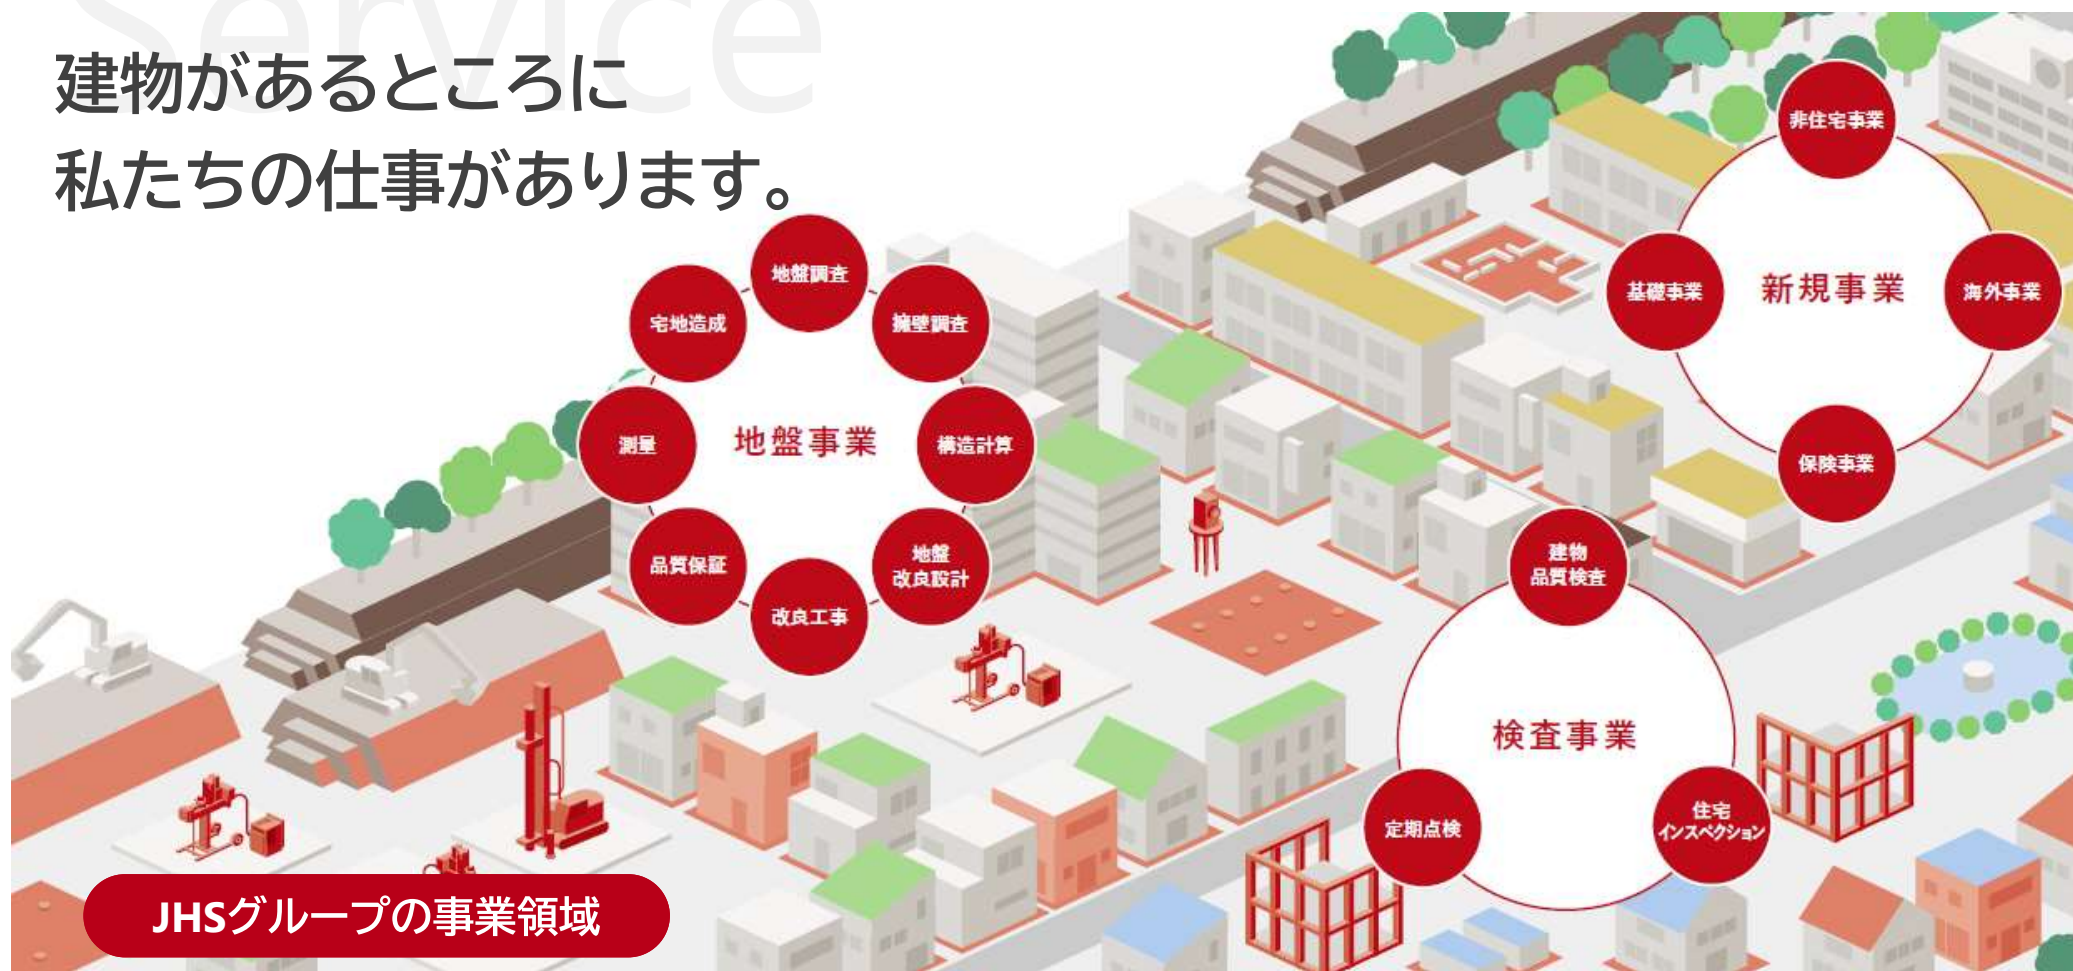 Service
建物があるところに
私たちの仕事があります。
地盤事業
地盤調査
擁壁調査
構造計算
地盤
改良設計
改良工事
品質保証
測量
宅地造成
新規事業
非住宅事業
海外事業
保険事業
基礎事業
検査事業
建物
品質検査
住宅
インスペクション
定期点検
JHSグループの事業領域